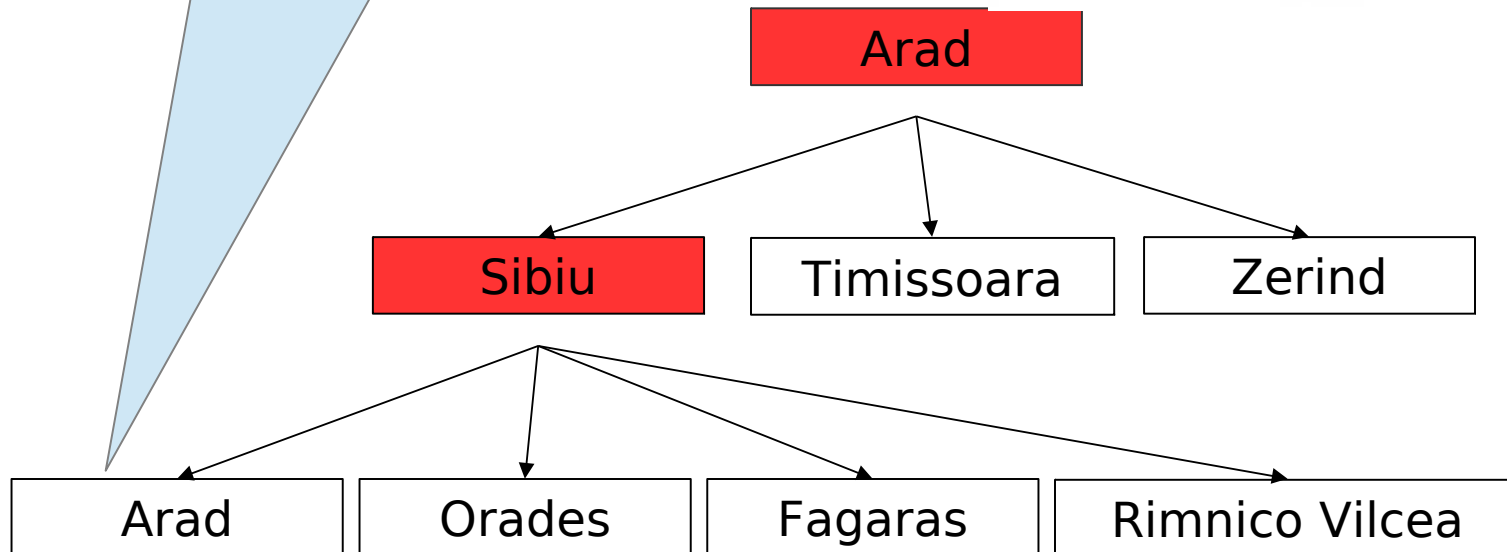 Arad
Sibiu
Timissoara
Zerind
Arad
Orades
Fagaras
Rimnico Vilcea